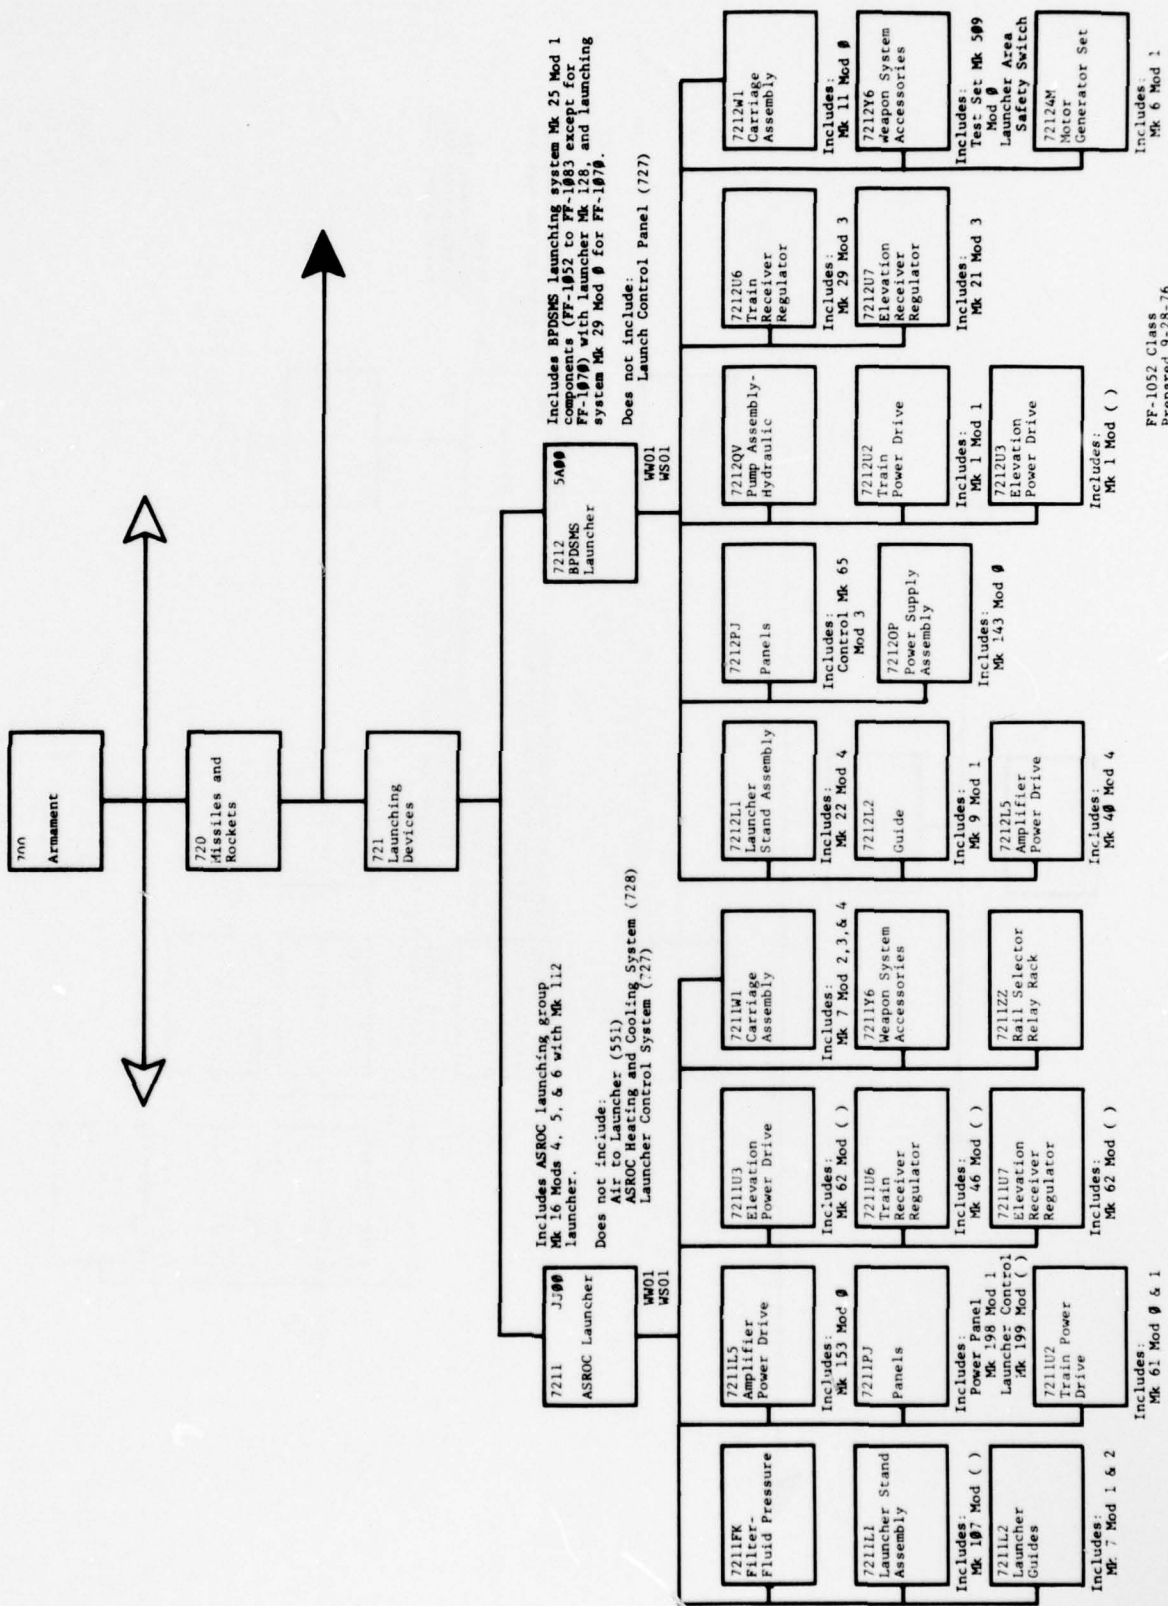 700
Armament
720
Missiles and
Rockets
721
Launching
Devices
7211 JJ00
ASROC Launcher
Includes ASROC launching group
Mk 16 Mods 4, 5, & 6 with Mk 112
launcher.
Does not include:
Air to Launcher (551)
ASROC Heating and Cooling System (728)
Launcher Control System (727)
WW01
WS01
7211FK
Filter-
Fluid Pressure
7211L1
Launcher Stand
Assembly
Includes:
Mk 107 Mod ( )
7211L2
Launcher
Guides
Includes:
Mk 7 Mod 1 & 2
7211L5
Amplifier
Power Drive
Includes:
Mk 153 Mod 0
7211PJ
Panels
Includes:
Power Panel
Mk 198 Mod 1
Launcher Control
Mk 199 Mod ( )
7211U2
Train Power
Drive
Includes:
Mk 61 Mod 0 & 1
7211U3
Elevation
Power Drive
Includes:
Mk 62 Mod ( )
7211U6
Train
Receiver
Regulator
Includes:
Mk 46 Mod ( )
7211U7
Elevation
Receiver
Regulator
Includes:
Mk 62 Mod ( )
7211W1
Carriage
Assembly
Includes:
Mk 7 Mod 2,3,& 4
7211Y6
Weapon System
Accessories
7211ZZ
Rail Selector
Relay Rack
7212 5A00
BPDSMS
Launcher
Includes BPDSMS launching system Mk 25 Mod 1
components (FF-1052 to FF-1083 except for
FF-1070) with launcher Mk 128, and launching
system Mk 29 Mod 0 for FF-1070.
Does not include:
Launch Control Panel (727)
WW01
WS01
7212L1
Launcher
Stand Assembly
Includes:
Mk 22 Mod 4
7212L2
Guide
Includes:
Mk 9 Mod 1
7212L5
Amplifier
Power Drive
Includes:
Mk 40 Mod 4
7212PJ
Panels
Includes:
Control Mk 65
Mod 3
7212OP
Power Supply
Assembly
Includes:
Mk 143 Mod 0
7212QV
Pump Assembly-
Hydraulic
7212U2
Train
Power Drive
Includes:
Mk 1 Mod 1
7212U3
Elevation
Power Drive
Includes:
Mk 1 Mod ( )
7212U6
Train
Receiver
Regulator
Includes:
Mk 29 Mod 3
7212U7
Elevation
Receiver
Regulator
Includes:
Mk 21 Mod 3
7212W1
Carriage
Assembly
Includes:
Mk 11 Mod 0
7212Y6
Weapon System
Accessories
Includes:
Test Set Mk 509
Mod 0
Launcher Area
Safety Switch
72124M
Motor
Generator Set
Includes:
Mk 6 Mod 1
FF-1052 Class
Prepared 9-28-76